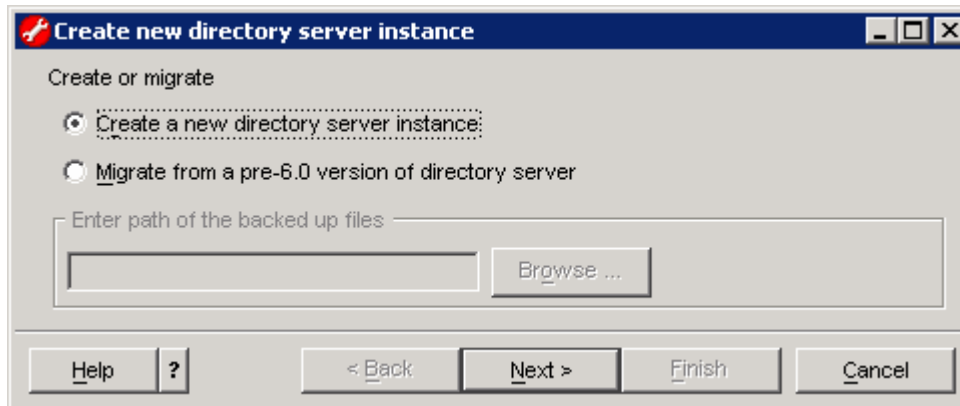 Create new directory server instance
Create or migrate
Create a new directory server instance
Migrate from a pre-6.0 version of directory server
Enter path of the backed up files
Browse ...
Help ? < Back Next > Finish Cancel